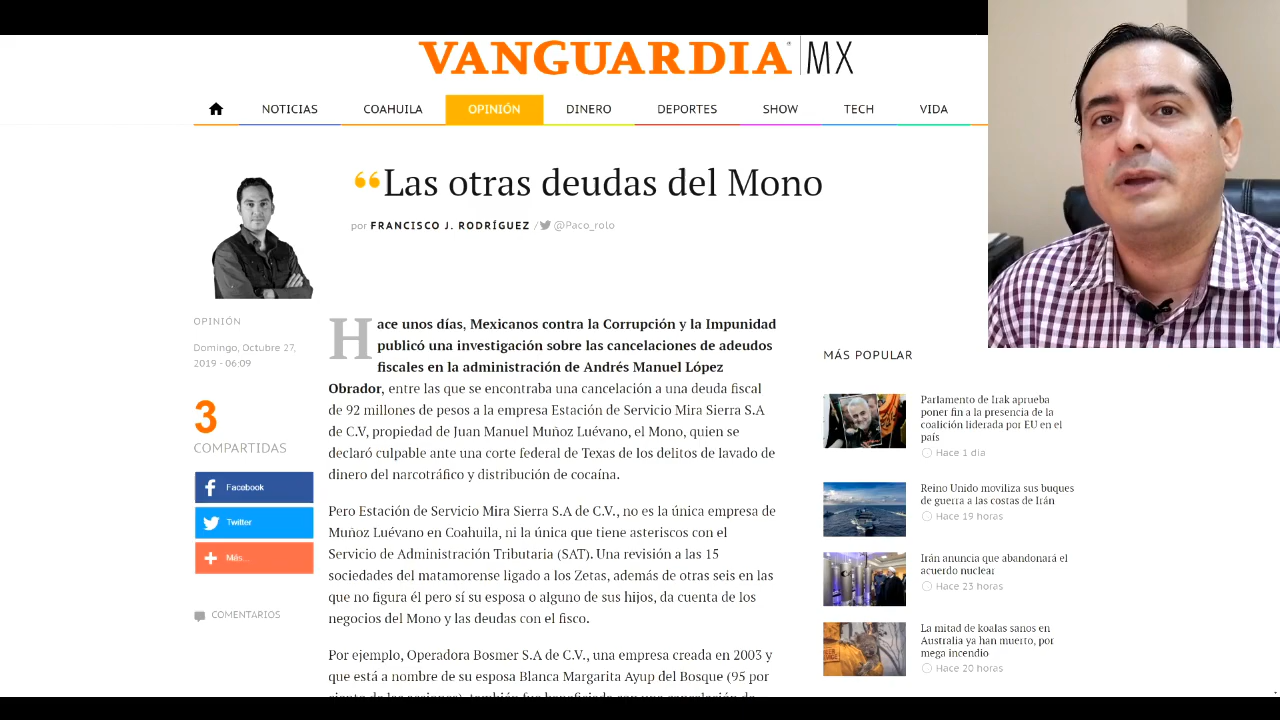 VANGUARDIA MX
NOTICIAS COAHUILA OPINIÓN DINERO DEPORTES SHOW TECH VIDA
“Las otras deudas del Mono
por FRANCISCO J. RODRÍGUEZ / @Paco_rolo
OPINIÓN
Domingo, Octubre 27,
2019 - 06:09
3
COMPARTIDAS
Facebook
Twitter
Más...
COMENTARIOS
Hace unos días, Mexicanos contra la Corrupción y la Impunidad
publicó una investigación sobre las cancelaciones de adeudos
fiscales en la administración de Andrés Manuel López
Obrador, entre las que se encontraba una cancelación a una deuda fiscal
de 92 millones de pesos a la empresa Estación de Servicio Mira Sierra S.A
de C.V, propiedad de Juan Manuel Muñoz Luévano, el Mono, quien se
declaró culpable ante una corte federal de Texas de los delitos de lavado de
dinero del narcotráfico y distribución de cocaína.
Pero Estación de Servicio Mira Sierra S.A de C.V., no es la única empresa de
Muñoz Luévano en Coahuila, ni la única que tiene asteriscos con el
Servicio de Administración Tributaria (SAT). Una revisión a las 15
sociedades del matamorense ligado a los Zetas, además de otras seis en las
que no figura él pero sí su esposa o alguno de sus hijos, da cuenta de los
negocios del Mono y las deudas con el fisco.
Por ejemplo, Operadora Bosmer S.A de C.V., una empresa creada en 2003 y
que está a nombre de su esposa Blanca Margarita Ayup del Bosque (95 por
ciento de las acciones), también fue beneficiada con una cancelación de
MÁS POPULAR
Parlamento de Irak aprueba
poner fin a la presencia de la
coalición liderada por EU en el
país
Hace 1 dia
Reino Unido moviliza sus buques
de guerra a las costas de Irán
Hace 19 horas
Irán anuncia que abandonará el
acuerdo nuclear
Hace 23 horas
La mitad de koalas sanos en
Australia ya han muerto, por
mega incendio
Hace 20 horas